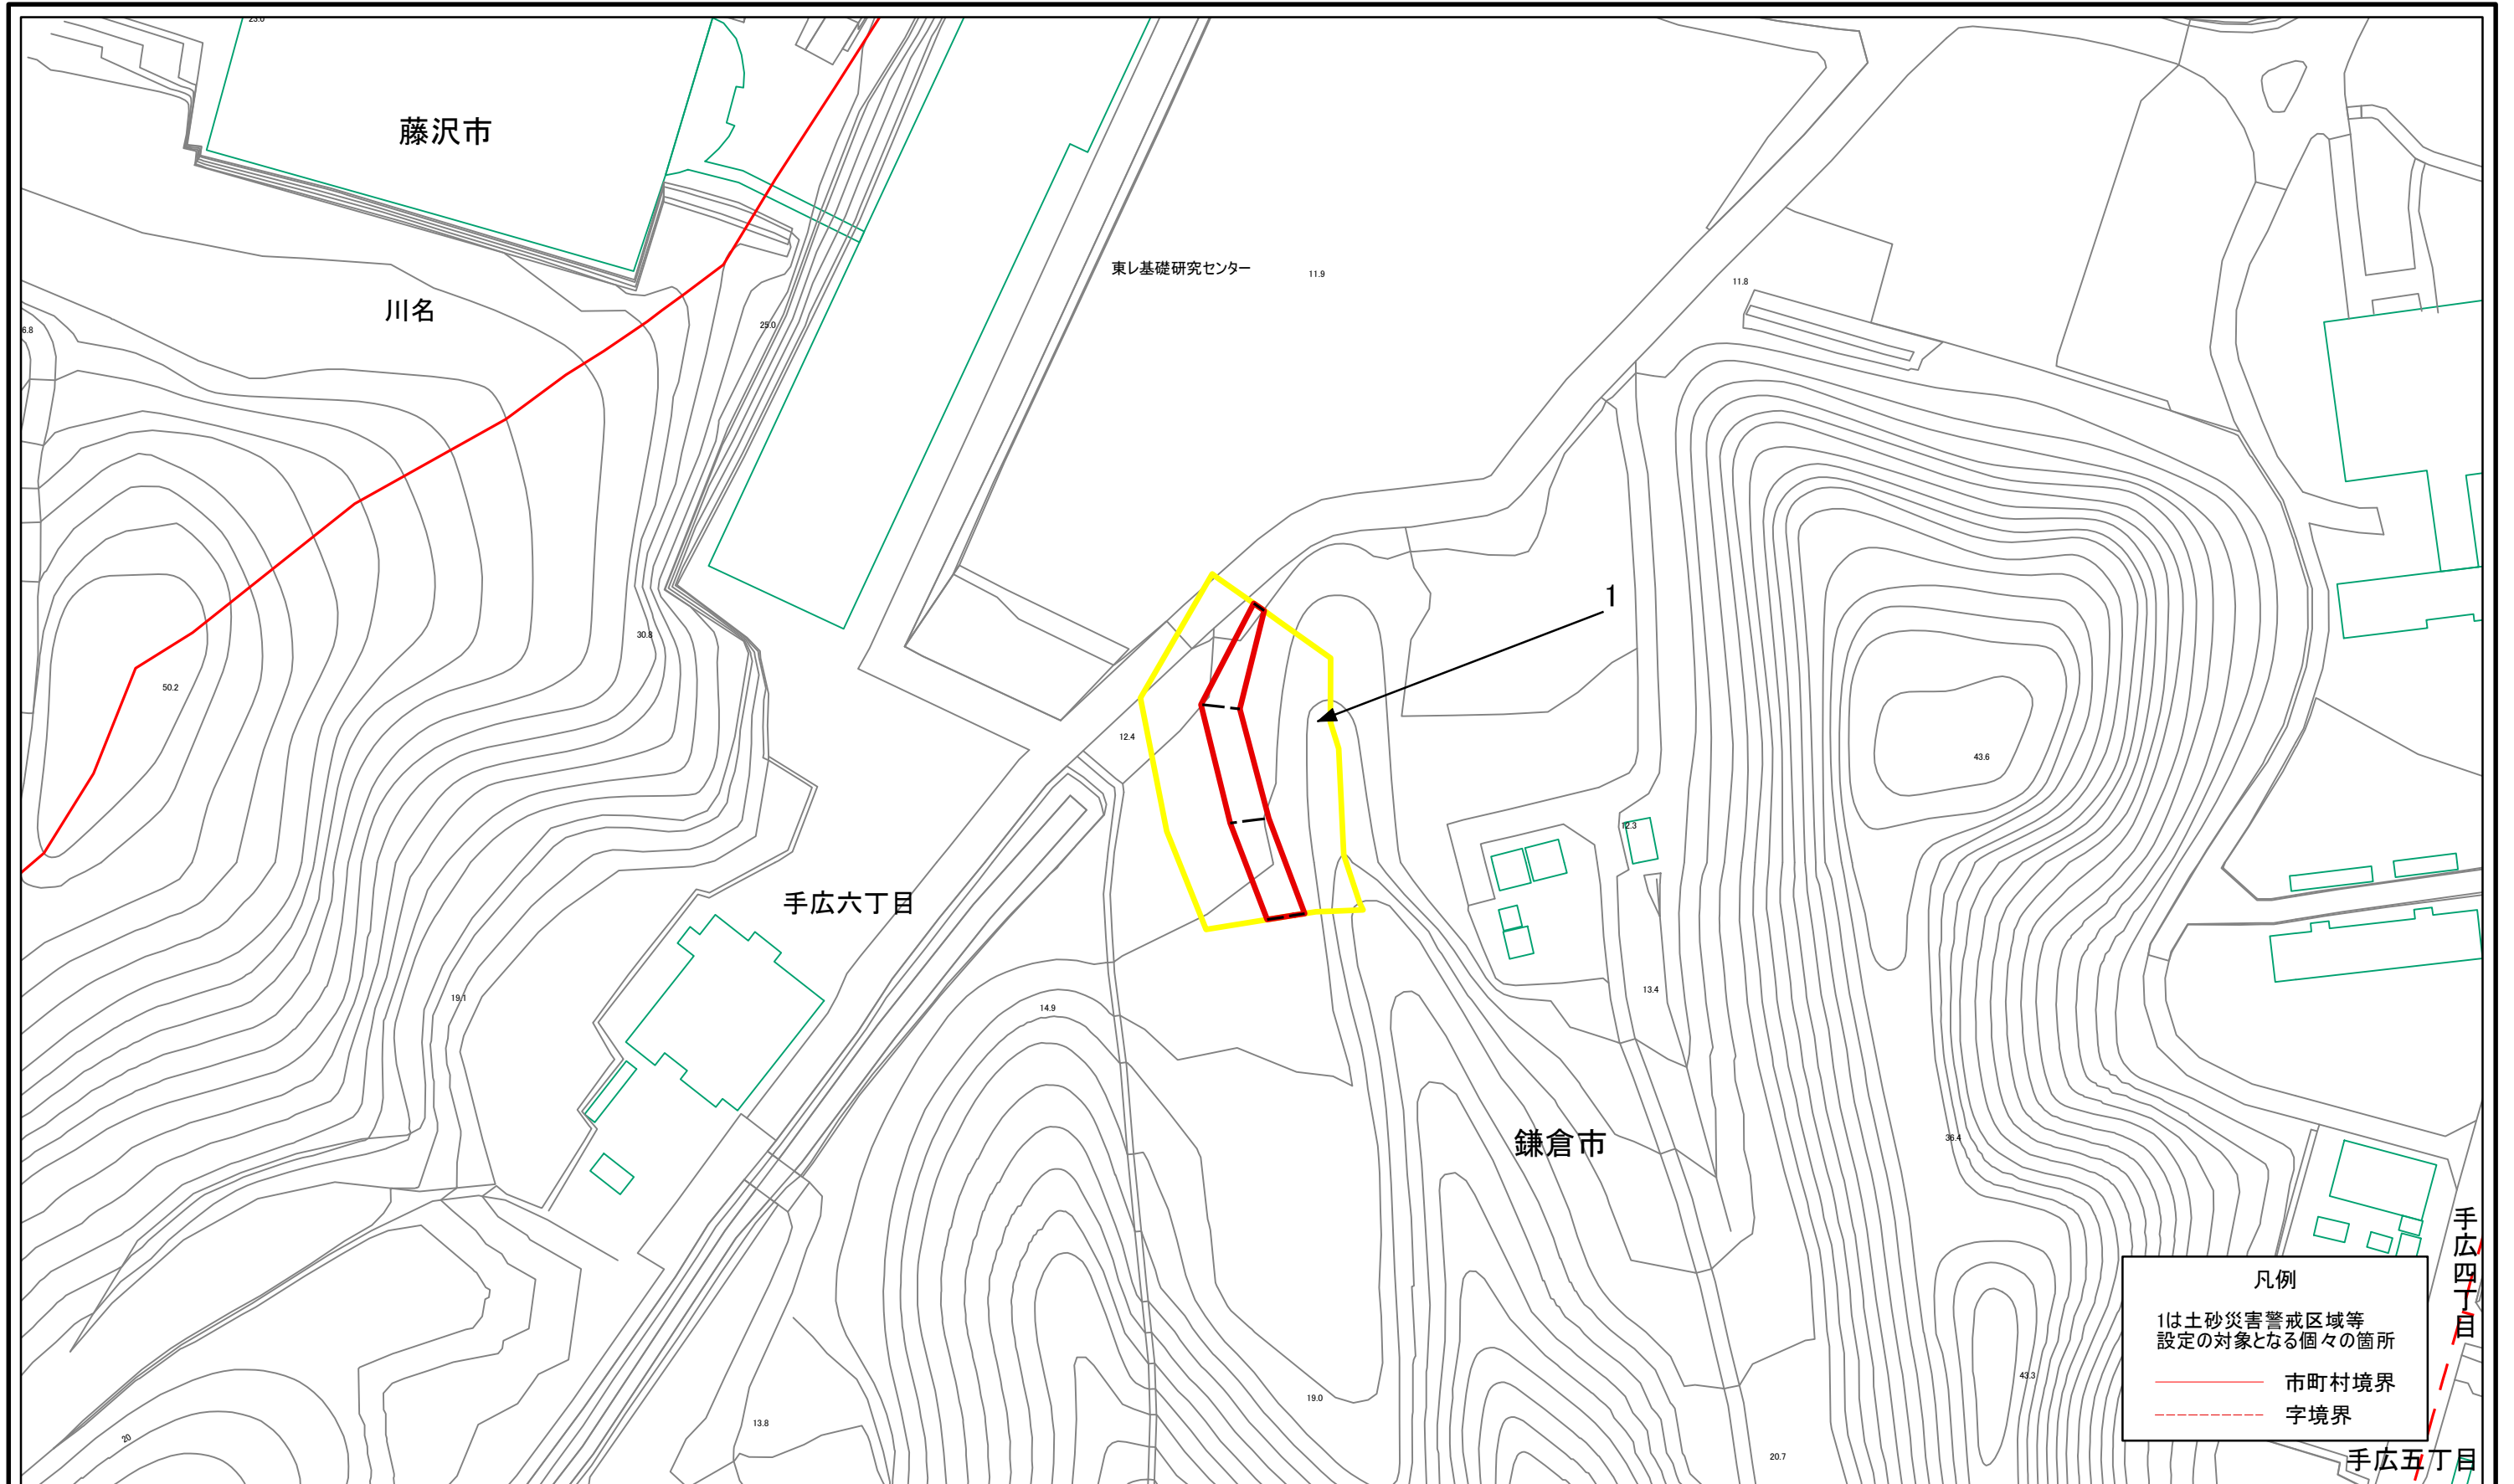 23.0
藤沢市
東レ基礎研究センター
11.9
11.8
川名
25.0
6.8
1
30.8
50.2
12.4
43.6
12.3
手広六丁目
13.4
19.1
14.9
36.4
鎌倉市
手広四丁目
凡例
1は土砂災害警戒区域等
設定の対象となる個々の箇所
市町村境界
字境界
43.3
19.0
13.8
20
20.7
手広五丁目